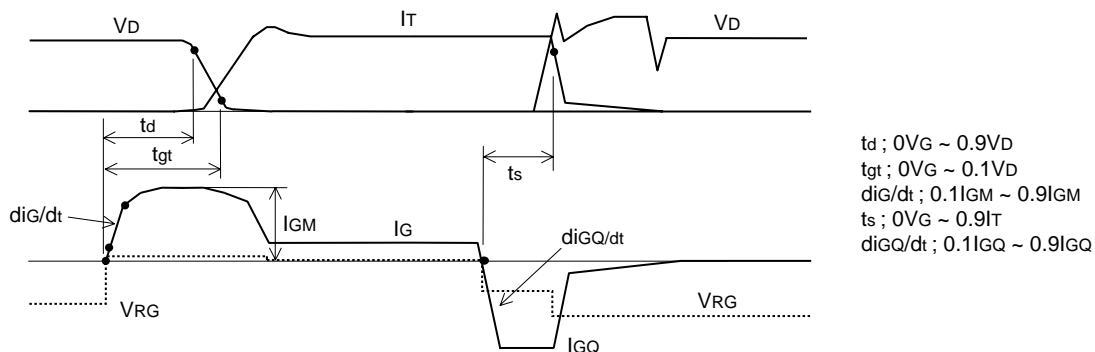 VD
IT
VD
td
tgt
ts
diG/dt
IGM
IG
diGQ/dt
VRG
VRG
IGQ
td ; 0VG ~ 0.9VD
tgt ; 0VG ~ 0.1VD
diG/dt ; 0.1IGM ~ 0.9IGM
ts ; 0VG ~ 0.9IT
diGQ/dt ; 0.1IGQ ~ 0.9IGQ